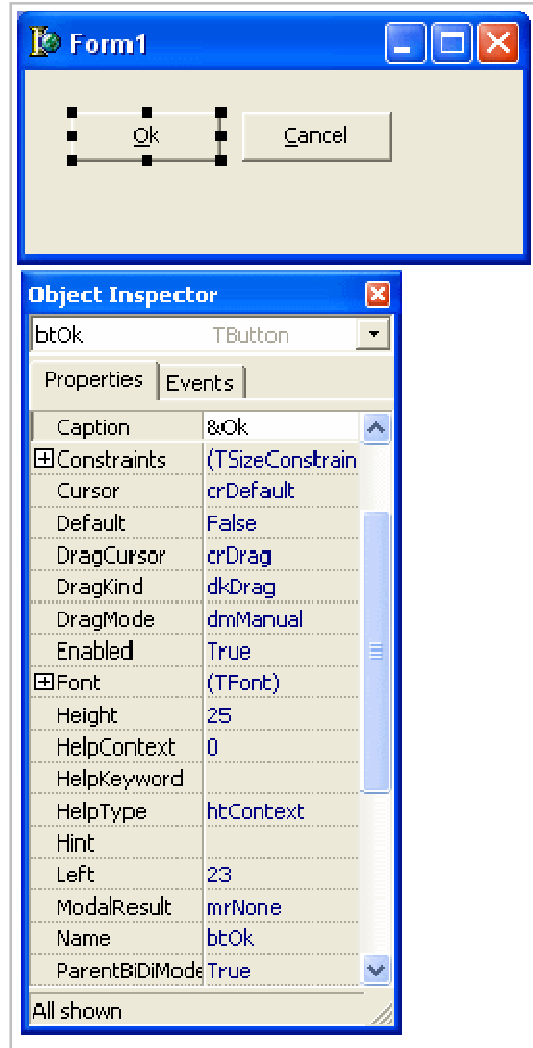 Form1
Ok Cancel
Object Inspector
btOk TButton
Properties Events
Caption &Ok
Constraints (TSizeConstrain
Cursor crDefault
Default False
DragCursor crDrag
DragKind dkDrag
DragMode dmManual
Enabled True
Font (TFont)
Height 25
HelpContext 0
HelpKeyword
HelpType htContext
Hint
Left 23
ModalResult mrNone
Name btOk
ParentBiDiMode True
All shown